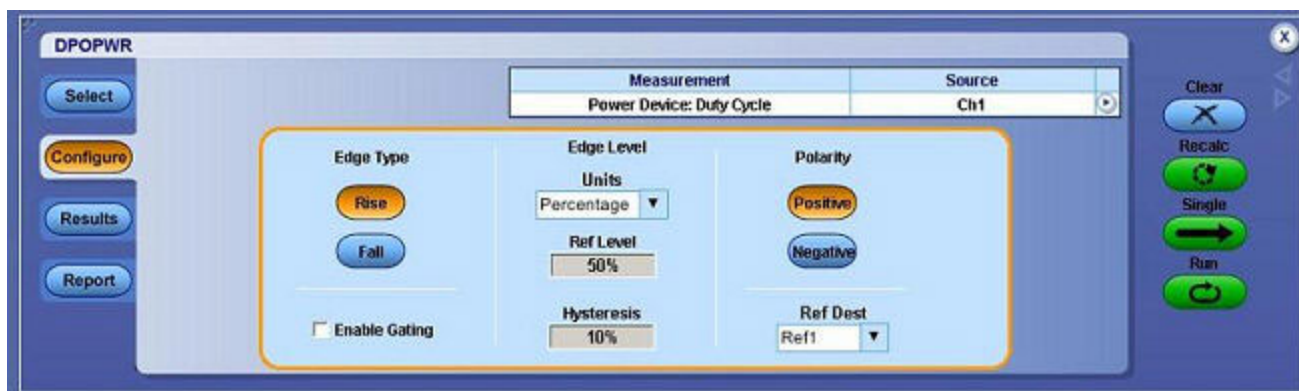 DPOPWR
Select
Configure
Results
Report
Measurement Source
Power Device: Duty Cycle Ch1
Edge Type
Rise
Fall
Enable Gating
Edge Level
Units
Percentage
Ref Level
50%
Hysteresis
10%
Polarity
Positive
Negative
Ref Dest
Ref1
X
Clear
Recalc
Single
Run